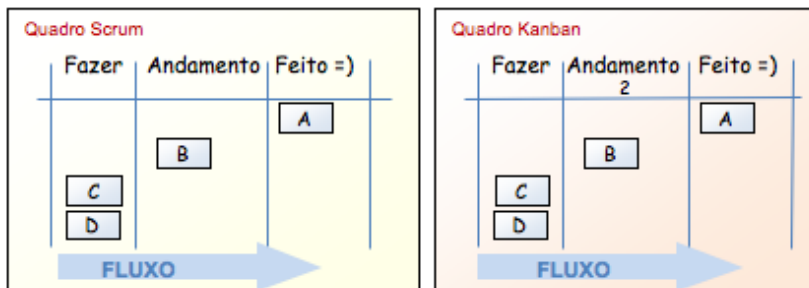 Quadro Scrum
Fazer Andamento Feito =)
A
B
C
D
FLUXO
Quadro Kanban
Fazer Andamento Feito =)
2
A
B
C
D
FLUXO